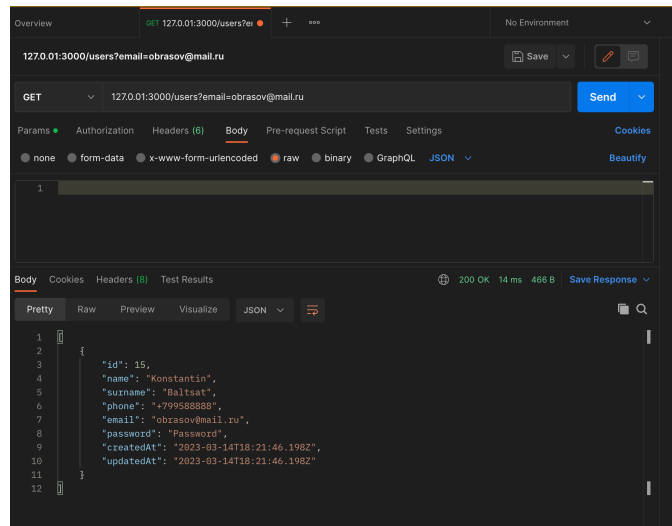 Overview GET 127.0.01:3000/users?ei No Environment
127.0.01:3000/users?email=obrasov@mail.ru Save
GET 127.0.01:3000/users?email=obrasov@mail.ru Send
Params Authorization Headers (6) Body Pre-request Script Tests Settings Cookies
none form-data x-www-form-urlencoded raw binary GraphQL JSON Beautify
1
Body Cookies Headers (8) Test Results 200 OK 14 ms 466 B Save Response
Pretty Raw Preview Visualize JSON
1 [
2 {
3 "id": 15,
4 "name": "Konstantin",
5 "surname": "Baltsat",
6 "phone": "+799588888",
7 "email": "obrasov@mail.ru",
8 "password": "Password",
9 "createdAt": "2023-03-14T18:21:46.198Z",
10 "updatedAt": "2023-03-14T18:21:46.198Z"
11 }
12 ]